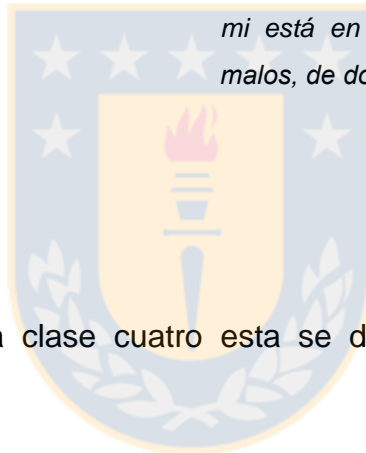 mi está en
malos, de do
clase cuatro esta se d